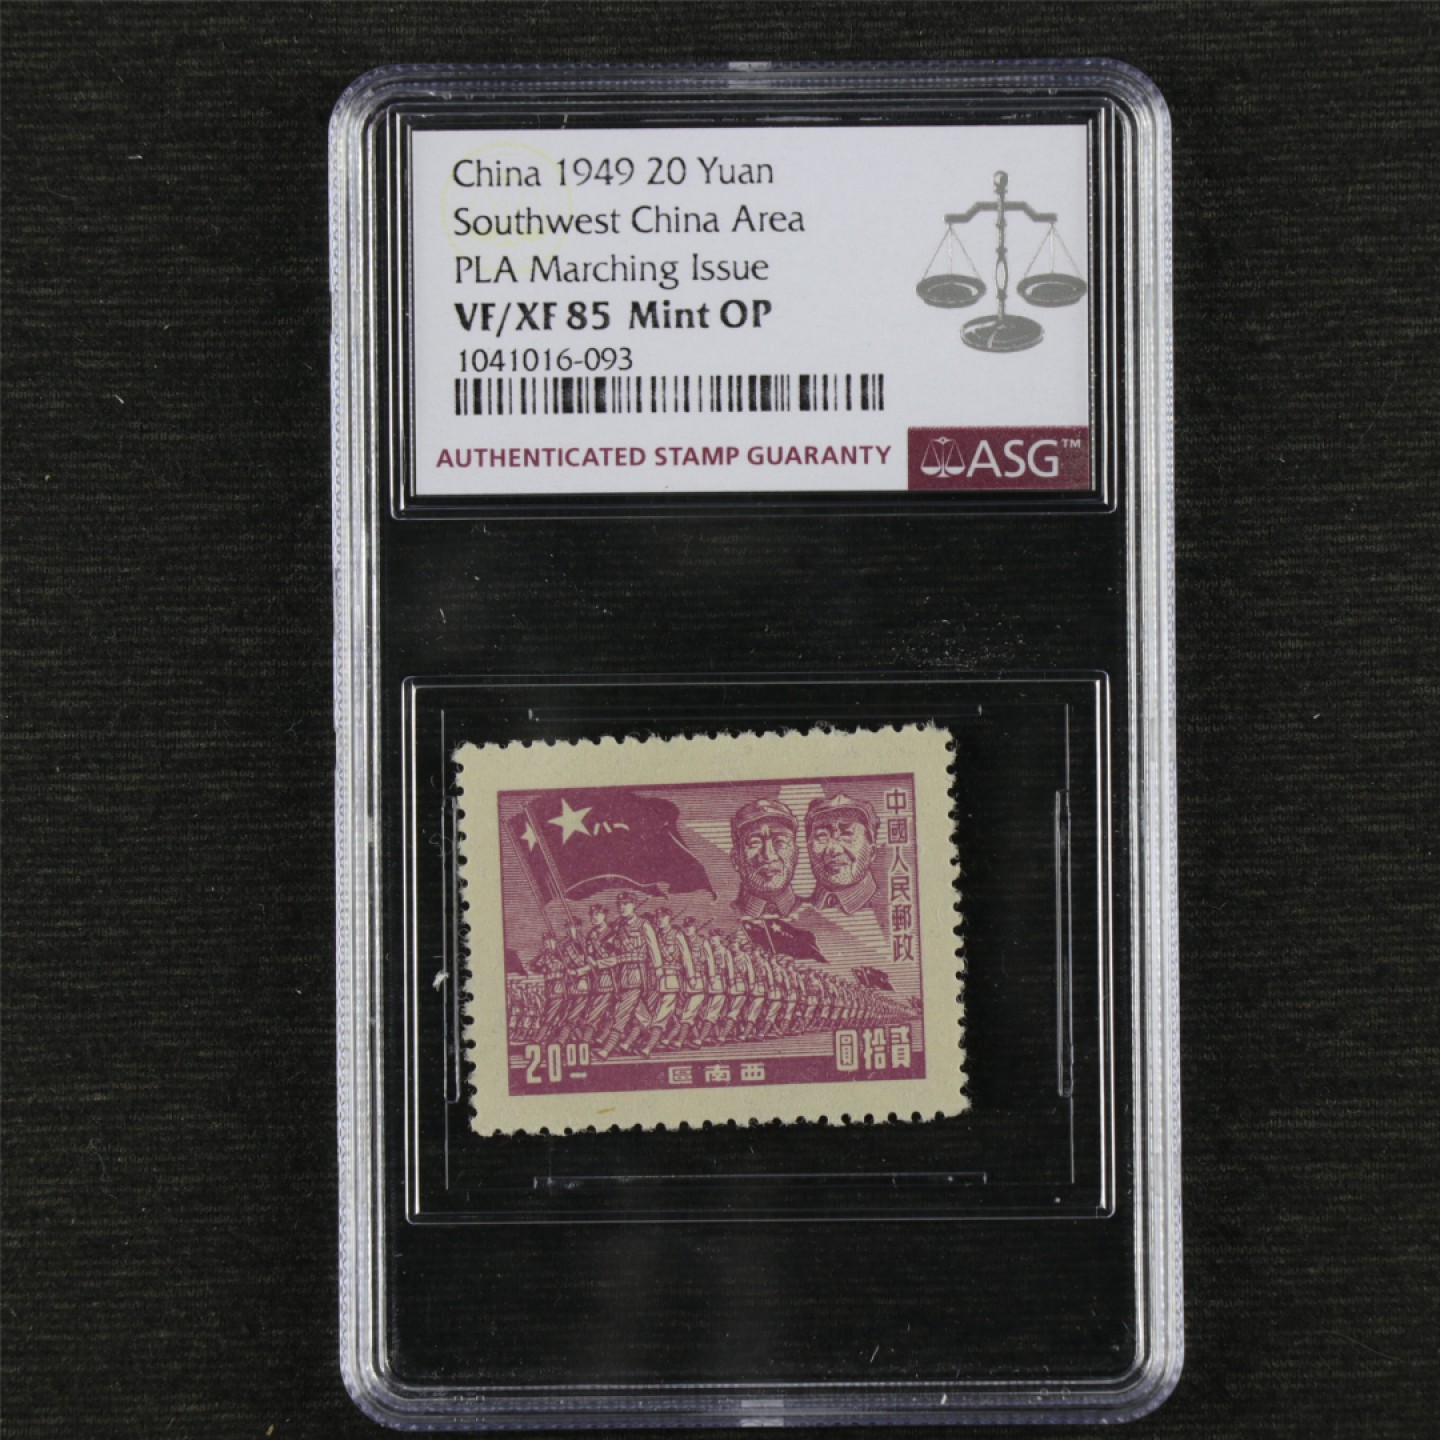 China 1949 20 Yuan
Southwest China Area
PLA Marching Issue
VF/XF 85 Mint OP
1041016-093
AUTHENTICATED STAMP GUARANTY
ASG™
八一
中國人民郵政
20.00
區南西
圓拾貳